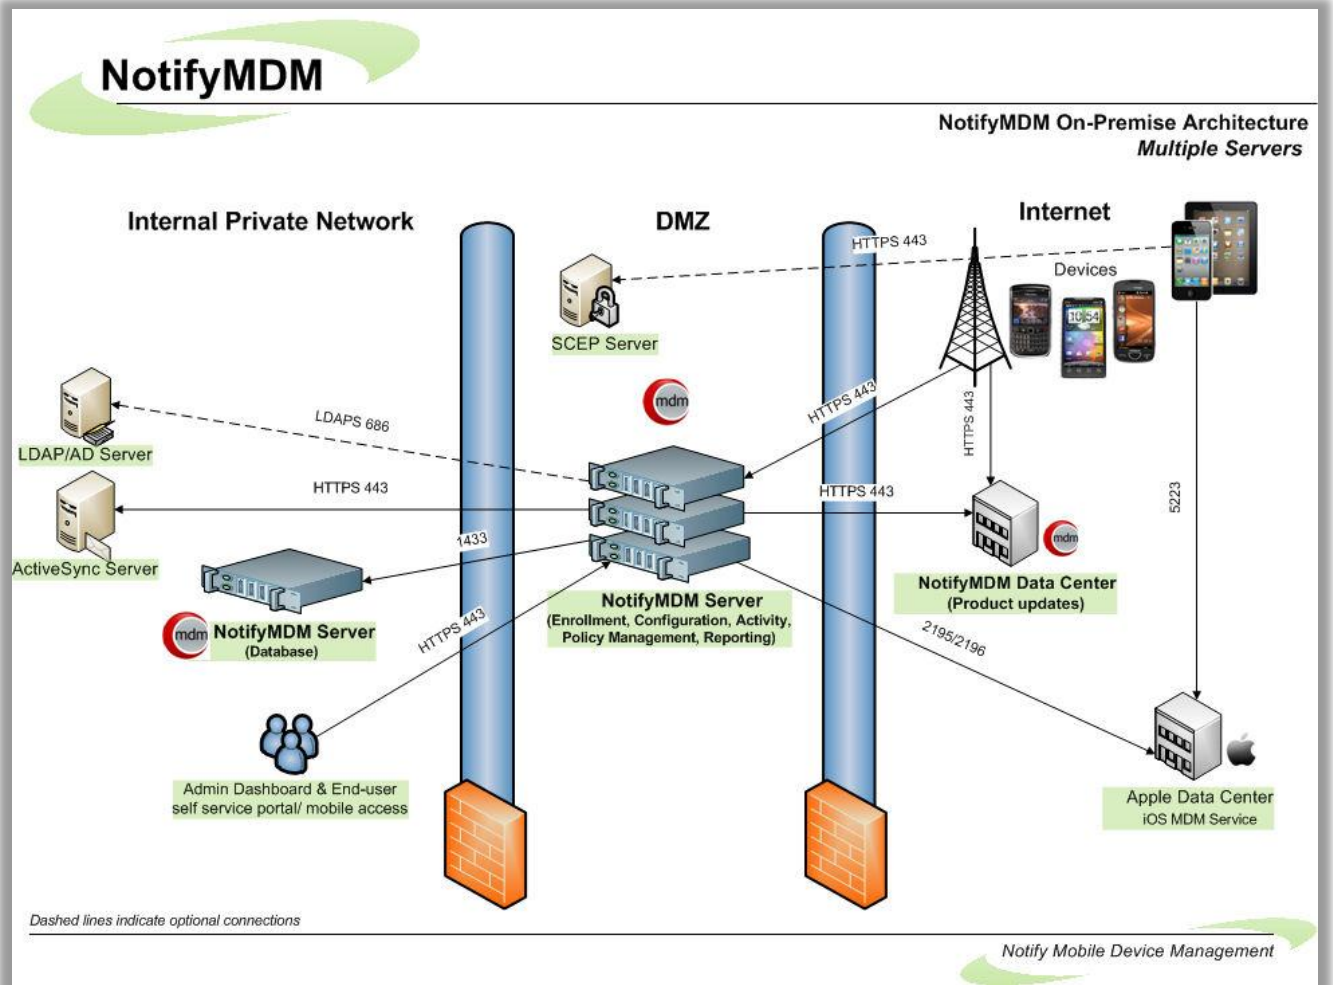 NotifyMDM
NotifyMDM On-Premise Architecture
Multiple Servers
Internal Private Network
DMZ
Internet
HTTPS 443
Devices
10:54
SCEP Server
mdm
HTTPS 443
HTTPS 443
LDAPS 686
LDAP/AD Server
HTTPS 443
HTTPS 443
5223
1433
mdm
ActiveSync Server
NotifyMDM Data Center
(Product updates)
NotifyMDM Server
(Enrollment, Configuration, Activity,
Policy Management, Reporting)
HTTPS 443
mdm
NotifyMDM Server
(Database)
2195/2196
Admin Dashboard & End-user
self service portal/ mobile access
Apple Data Center
iOS MDM Service
Dashed lines indicate optional connections
Notify Mobile Device Management